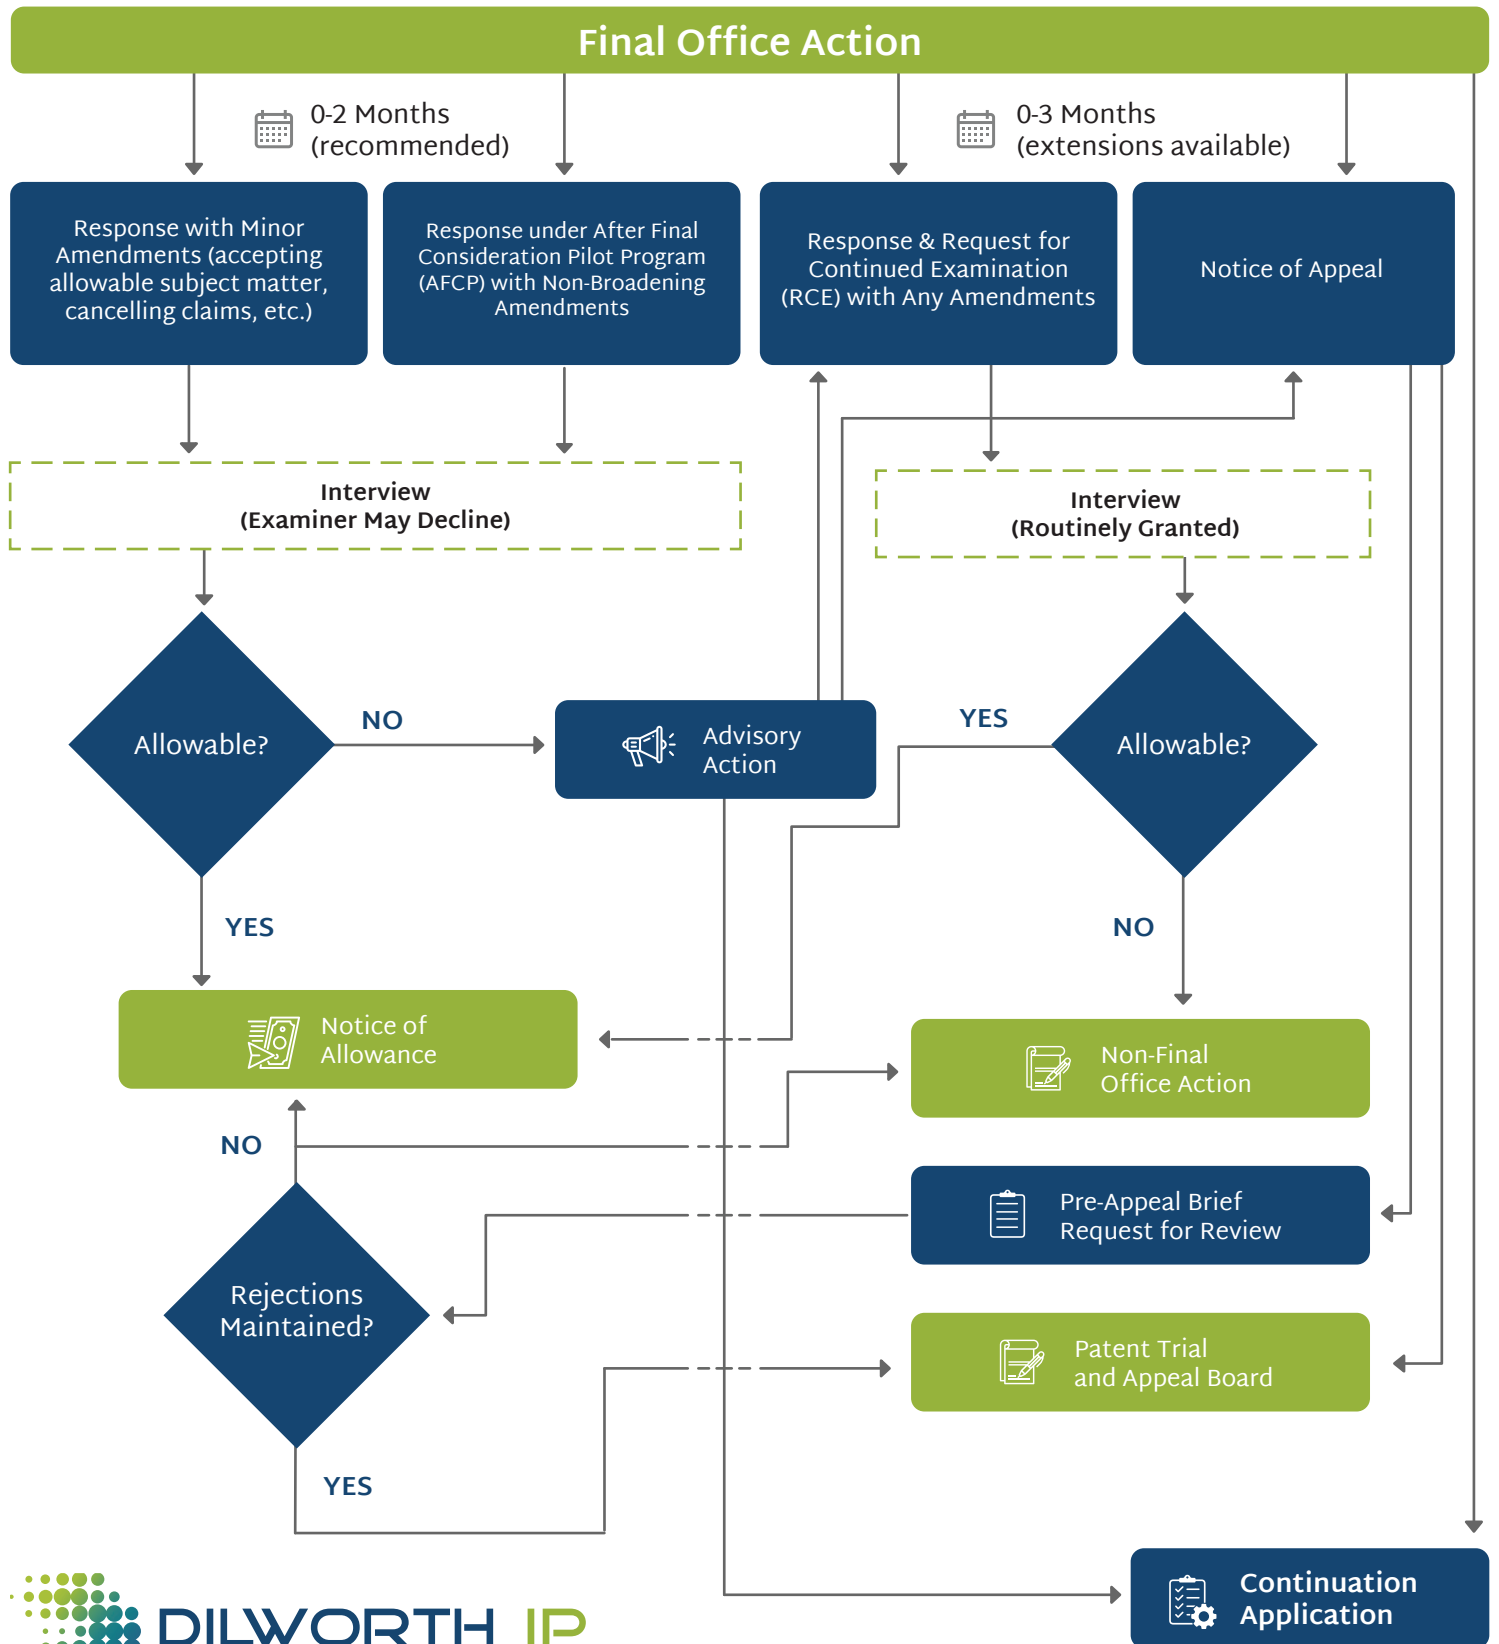 Final Office Action
0-2 Months
(recommended)
0-3 Months
(extensions available)
Response with Minor
Amendments (accepting
allowable subject matter,
cancelling claims, etc.)
Response under After Final
Consideration Pilot Program
(AFCP) with Non-Broadening
Amendments
Response & Request for
Continued Examination
(RCE) with Any Amendments
Notice of Appeal
Interview
(Examiner May Decline)
Interview
(Routinely Granted)
Allowable?
NO
Advisory
Action
YES
Allowable?
YES
NO
Notice of
Allowance
Non-Final
Office Action
NO
Pre-Appeal Brief
Request for Review
Rejections
Maintained?
Patent Trial
and Appeal Board
YES
Continuation
Application
DILWORTH IP